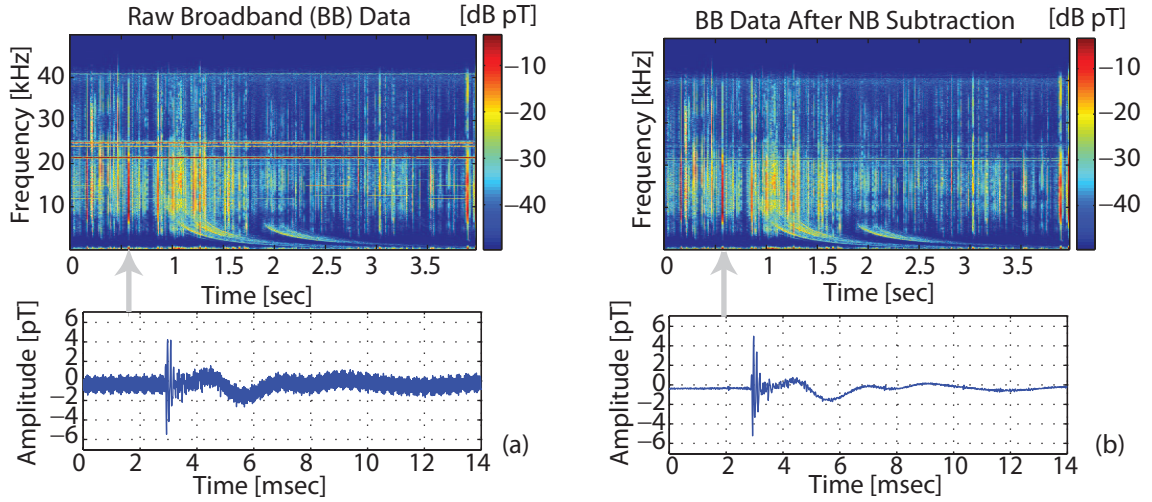 Raw Broadband (BB) Data
[dB pT]
Frequency [kHz]
40
30
20
10
−10
−20
−30
−40
0 1 1.5 2 2.5 3 3.5
Time [sec]
Amplitude [pT]
6
4
2
0
−2
−4
−6
0 2 4 6 8 10 12 14
Time [msec]
(a)
BB Data After NB Subtraction
[dB pT]
Frequency [kHz]
40
30
20
10
−10
−20
−30
−40
0 1 1.5 2 2.5 3 3.5
Time [sec]
Amplitude [pT]
6
4
2
0
−2
−4
−6
0 2 4 6 8 10 12 14
Time [msec]
(b)